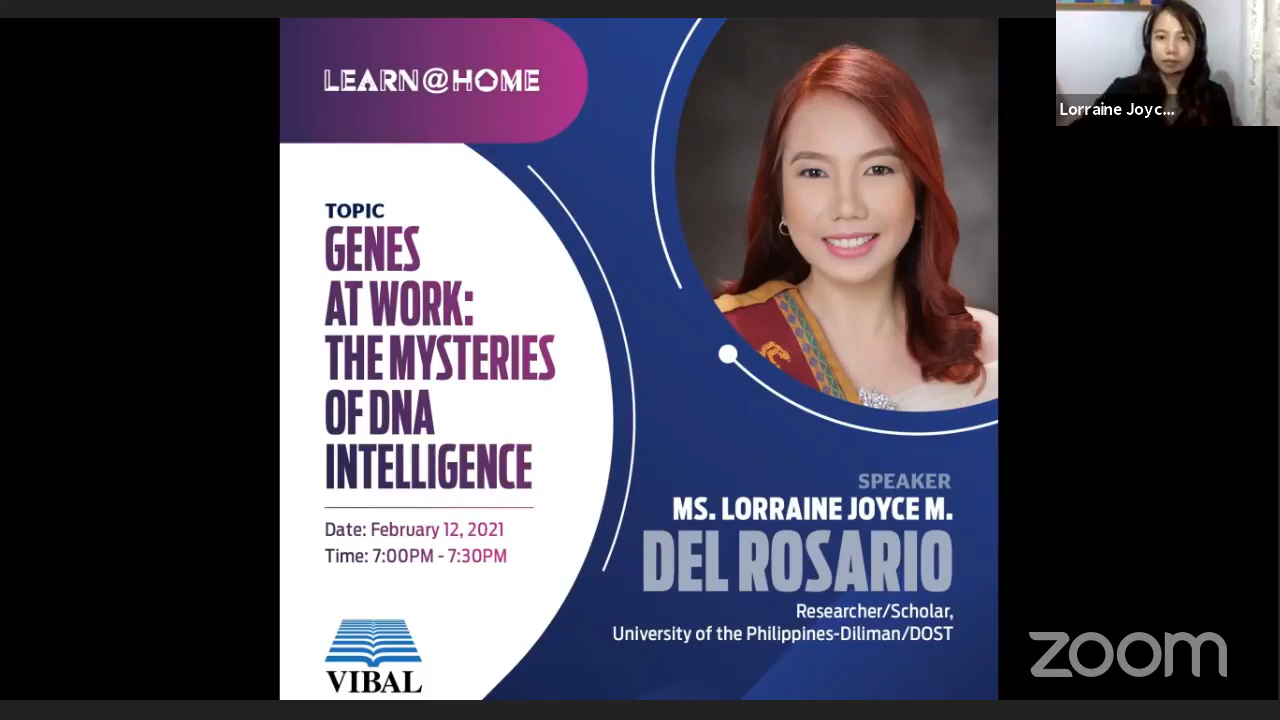 LEARN@HOME
TOPIC
GENES
AT WORK:
THE MYSTERIES
OF DNA
INTELLIGENCE
Date: February 12, 2021
Time: 7:00PM - 7:30PM
VIBAL
SPEAKER
MS. LORRAINE JOYCE M.
DEL ROSARIO
Researcher/Scholar,
University of the Philippines-Diliman/DOST
Lorraine Joyc...
zoom